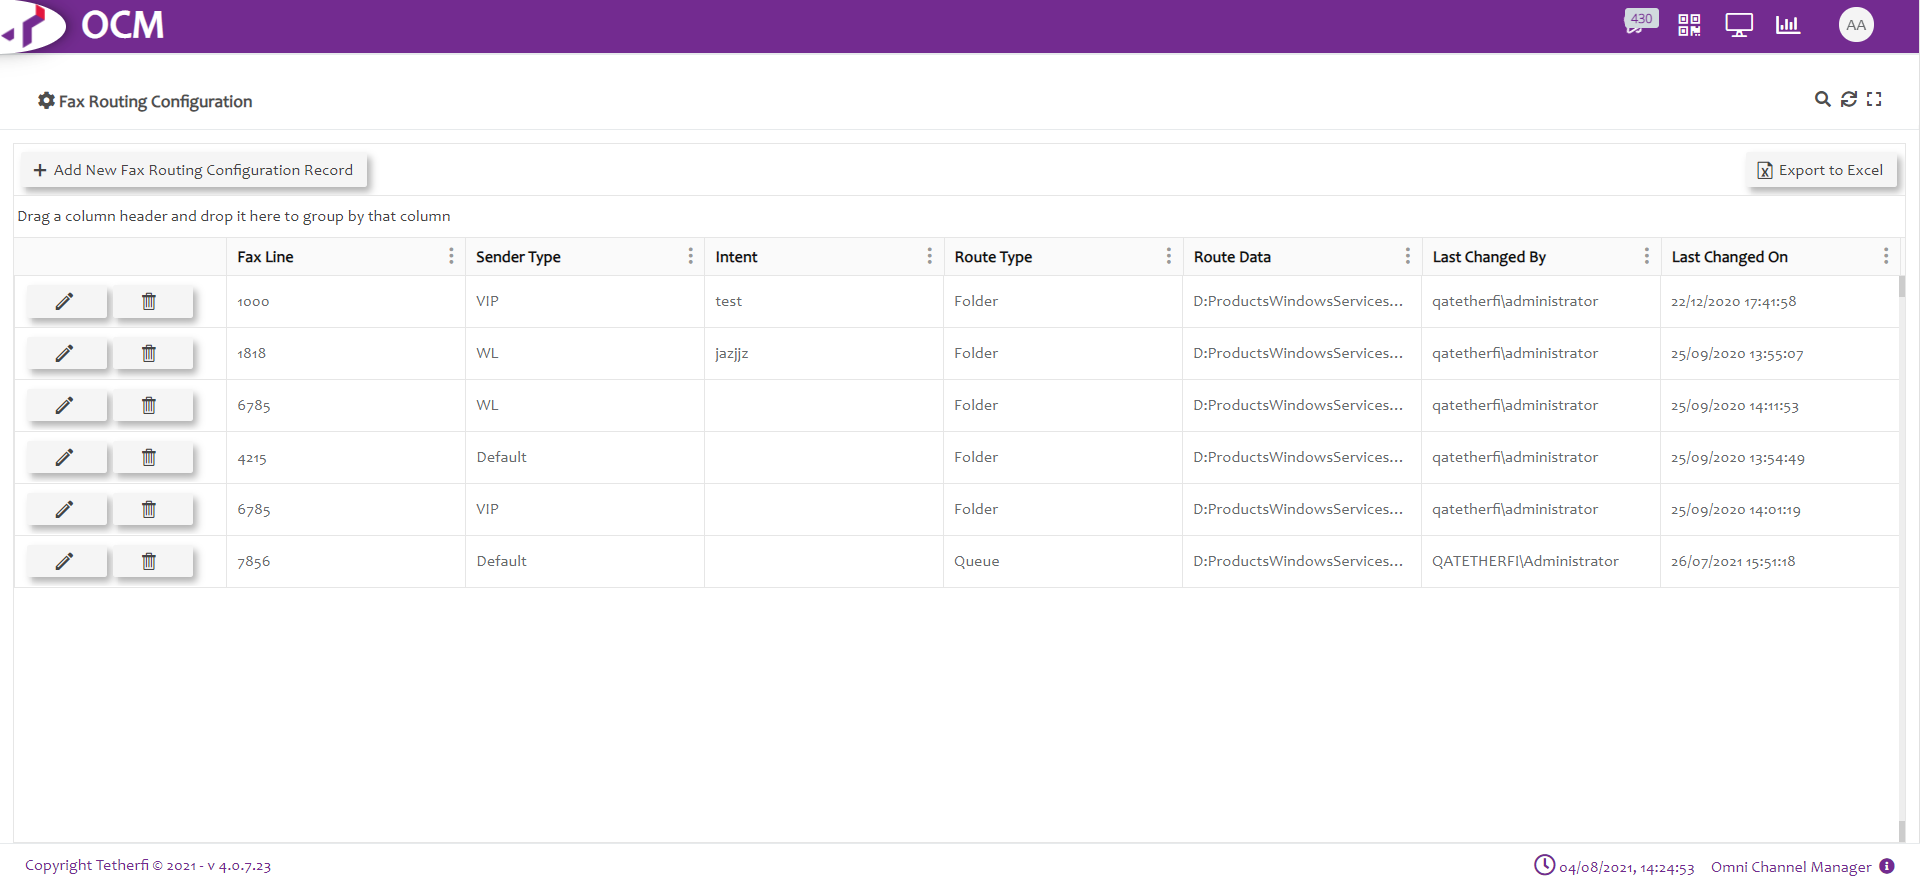 OCM
430
AA
Fax Routing Configuration
Add New Fax Routing Configuration Record
Export to Excel
Drag a column header and drop it here to group by that column
Fax Line Sender Type Intent Route Type Route Data Last Changed By Last Changed On
1000 VIP test Folder D:ProductsWindowsServices... qatetherfi\administrator 22/12/2020 17:41:58
1818 WL jazjjz Folder D:ProductsWindowsServices... qatetherfi\administrator 25/09/2020 13:55:07
6785 WL Folder D:ProductsWindowsServices... qatetherfi\administrator 25/09/2020 14:11:53
4215 Default Folder D:ProductsWindowsServices... qatetherfi\administrator 25/09/2020 13:54:49
6785 VIP Folder D:ProductsWindowsServices... qatetherfi\administrator 25/09/2020 14:01:19
7856 Default Queue D:ProductsWindowsServices... QATETHERFI\Administrator 26/07/2021 15:51:18
Copyright Tetherfi © 2021 - v 4.0.7.23
04/08/2021, 14:24:53 Omni Channel Manager